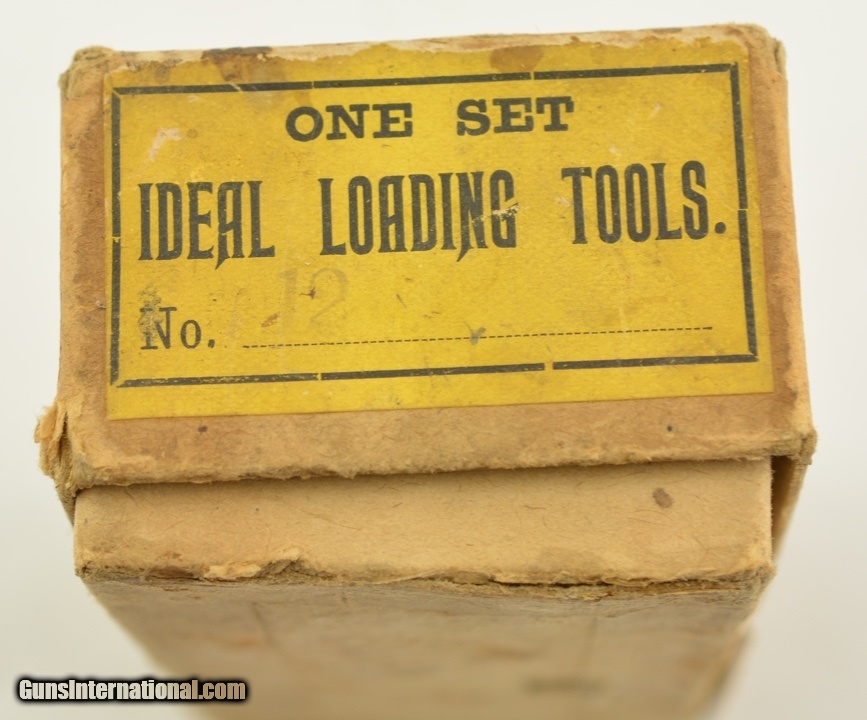 ONE SET
IDEAL LOADING TOOLS.
No. 12
GunsInternational.com